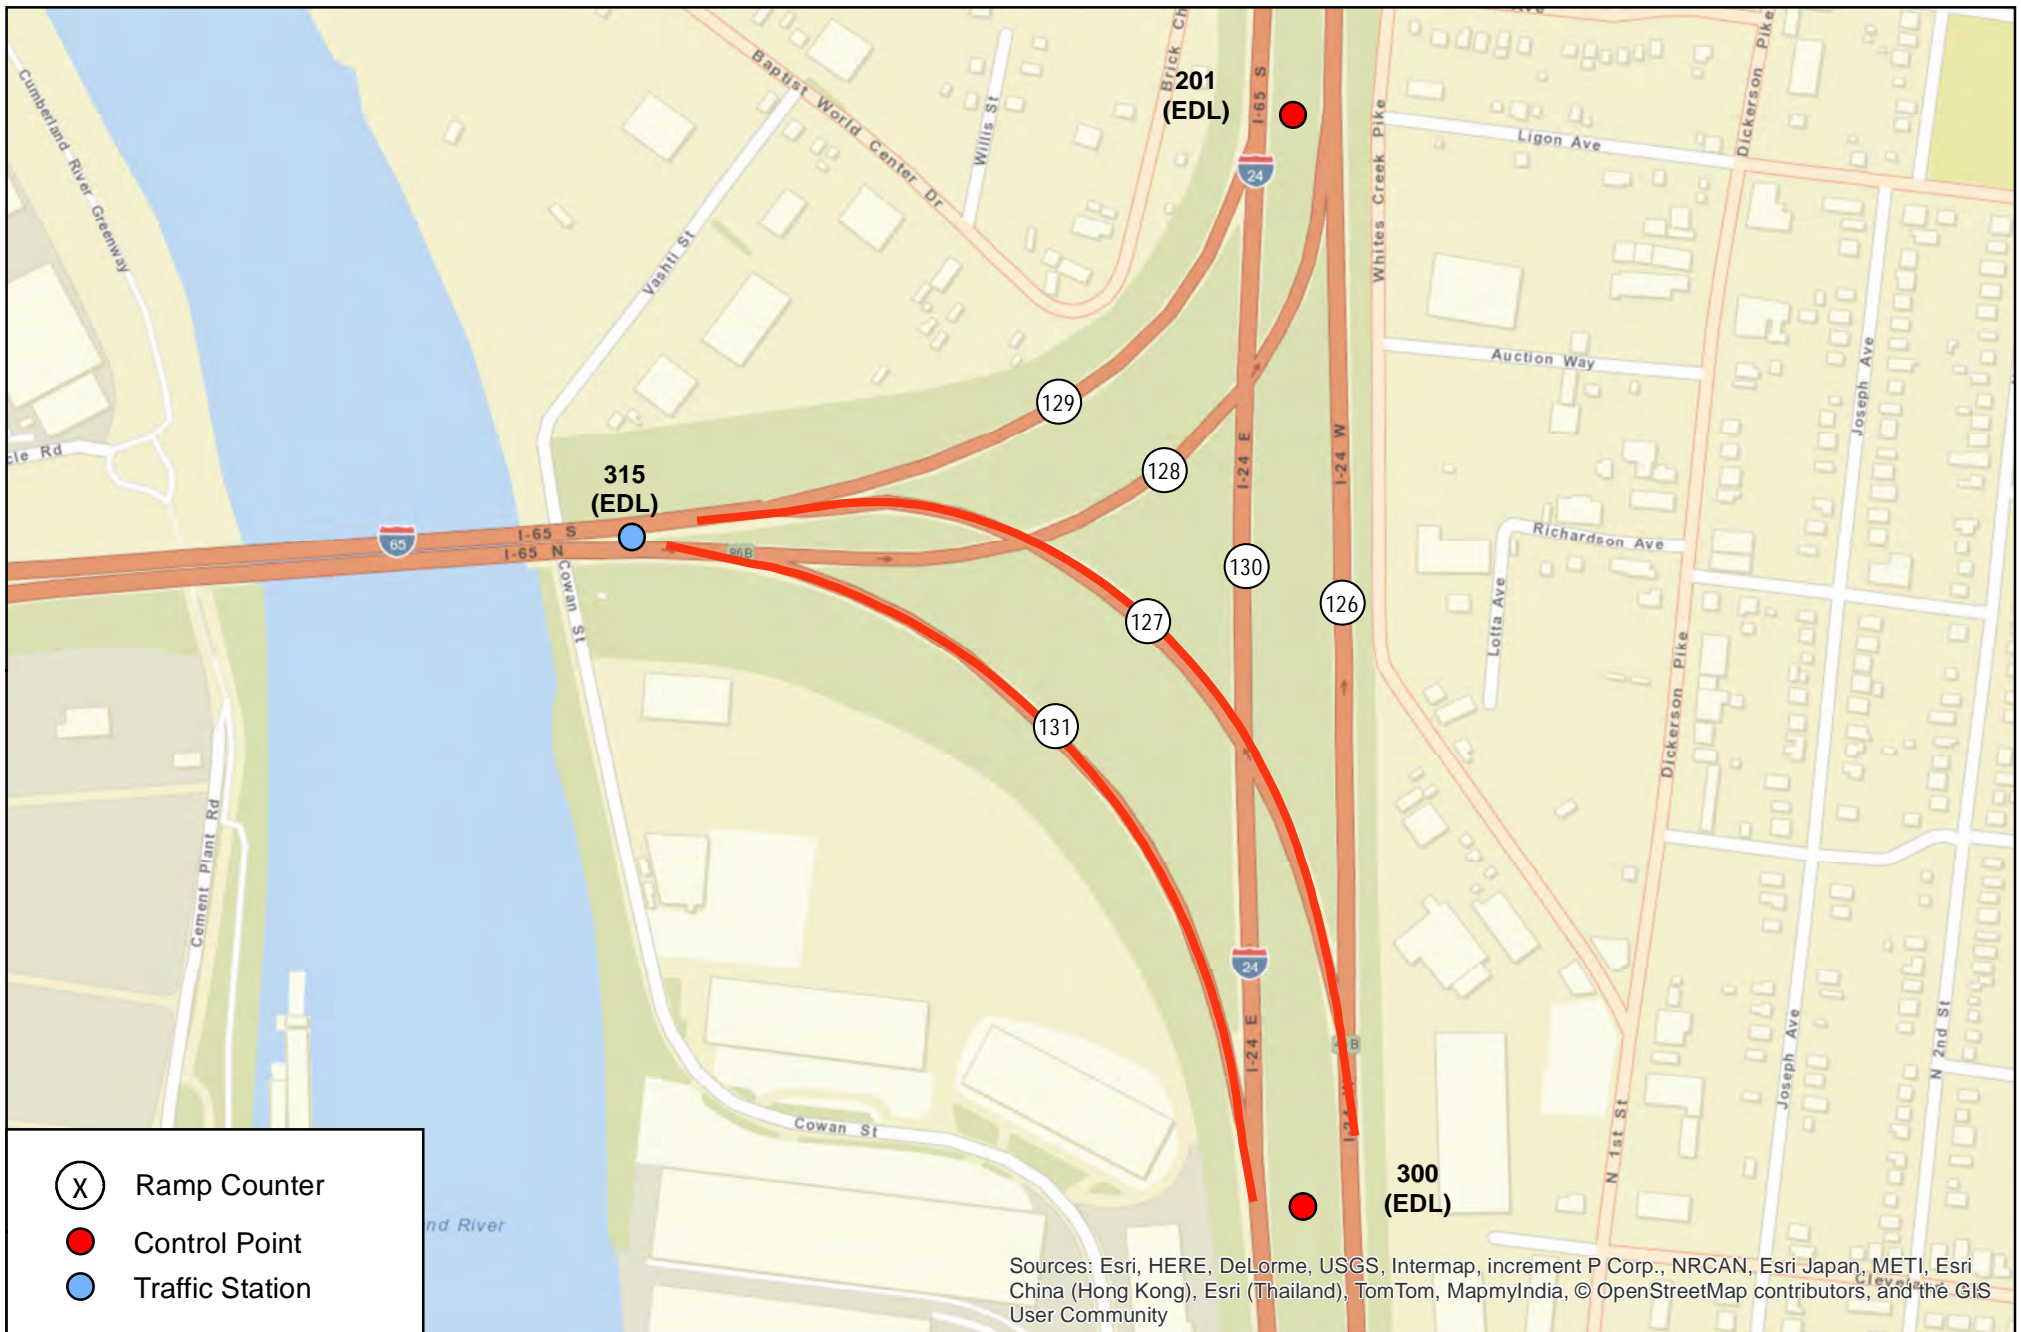 201
(EDL)
Brick Ch
I-65 S
24
Dickerson Pike
Cumberland River Greenway
Baptist World Center Dr
Willis St
Whites Creek Pike
Ligon Ave
Vashti St
Auction Way
Joseph Ave
129
cle Rd
315
(EDL)
128
I-24 E
I-24 W
I-65 S
65
I-65 N
86B
Richardson Ave
Cowan St
130
126
127
Lotta Ave
131
Dickerson Pike
Cement Plant Rd
24
I-24 E
B
Joseph Ave
N 2nd St
N 1st St
Cowan St
300
(EDL)
X Ramp Counter
Control Point
Traffic Station
nd River
Sources: Esri, HERE, DeLorme, USGS, Intermap, increment P Corp., NRCAN, Esri Japan, METI, Esri
China (Hong Kong), Esri (Thailand), TomTom, MapmyIndia, © OpenStreetMap contributors, and the GIS
User Community